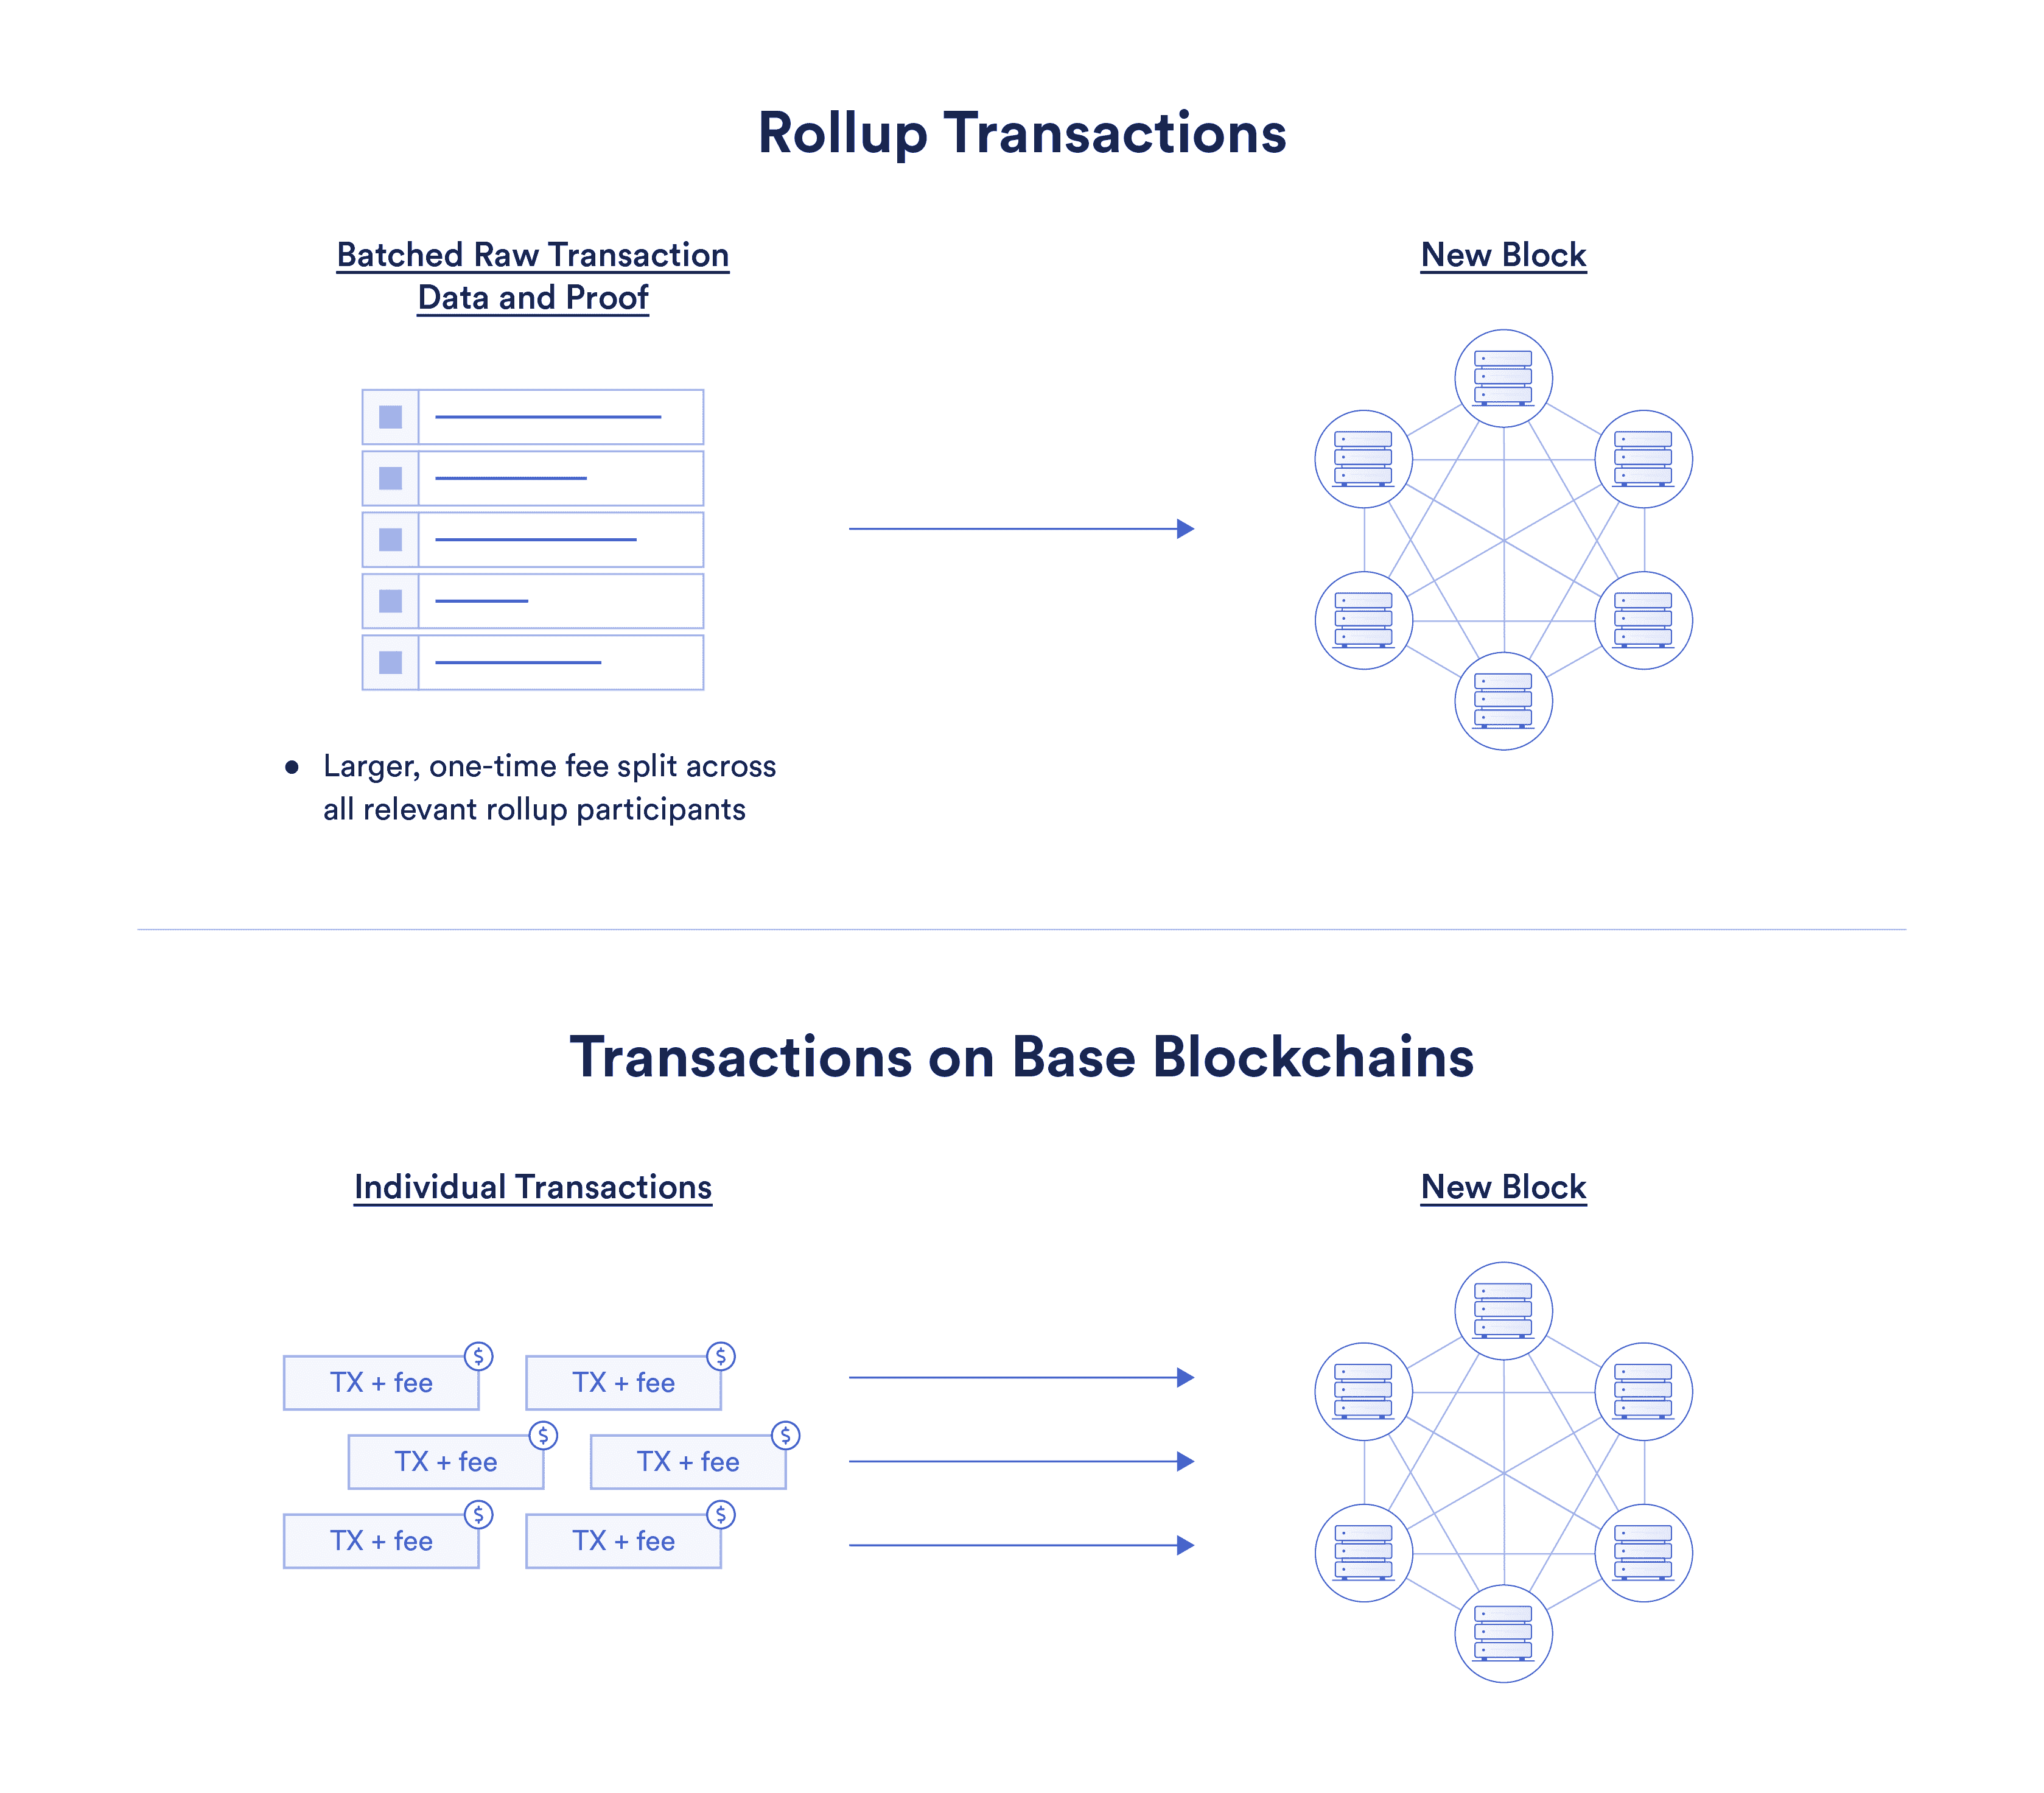 Rollup Transactions
Batched Raw Transaction
Data and Proof
New Block
● Larger, one-time fee split across
all relevant rollup participants
Transactions on Base Blockchains
Individual Transactions
New Block
$ $
TX + fee TX + fee
$ $
TX + fee TX + fee
$ $
TX + fee TX + fee